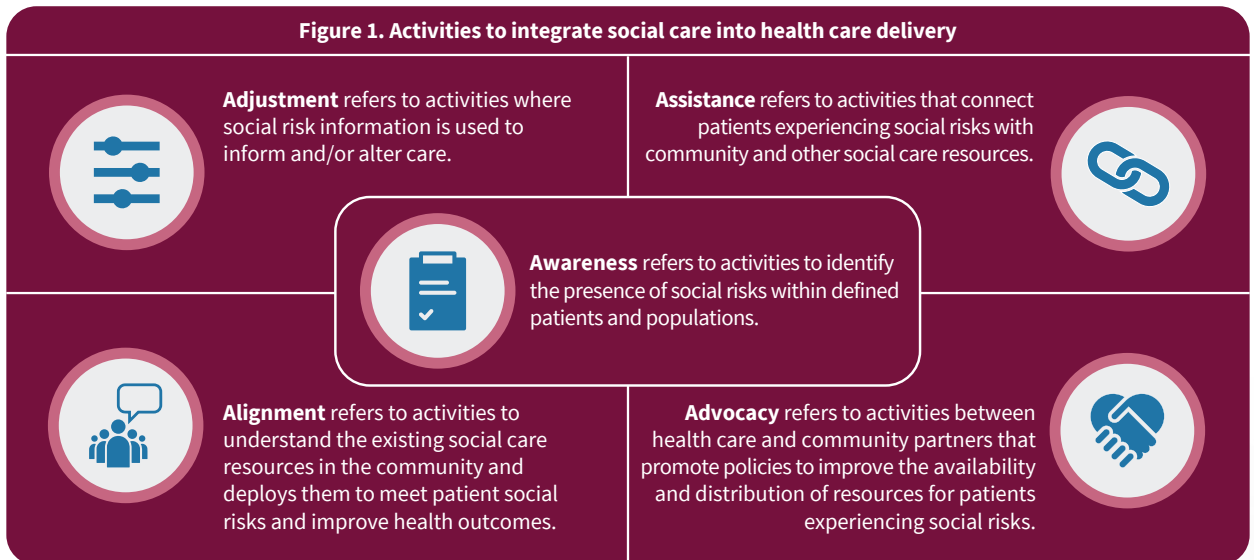 Figure 1. Activities to integrate social care into health care delivery
Adjustment refers to activities where
social risk information is used to
inform and/or alter care.
Assistance refers to activities that connect
patients experiencing social risks with
community and other social care resources.
Awareness refers to activities to identify
the presence of social risks within defined
patients and populations.
Alignment refers to activities to
understand the existing social care
resources in the community and
deploys them to meet patient social
risks and improve health outcomes.
Advocacy refers to activities between
health care and community partners that
promote policies to improve the availability
and distribution of resources for patients
experiencing social risks.